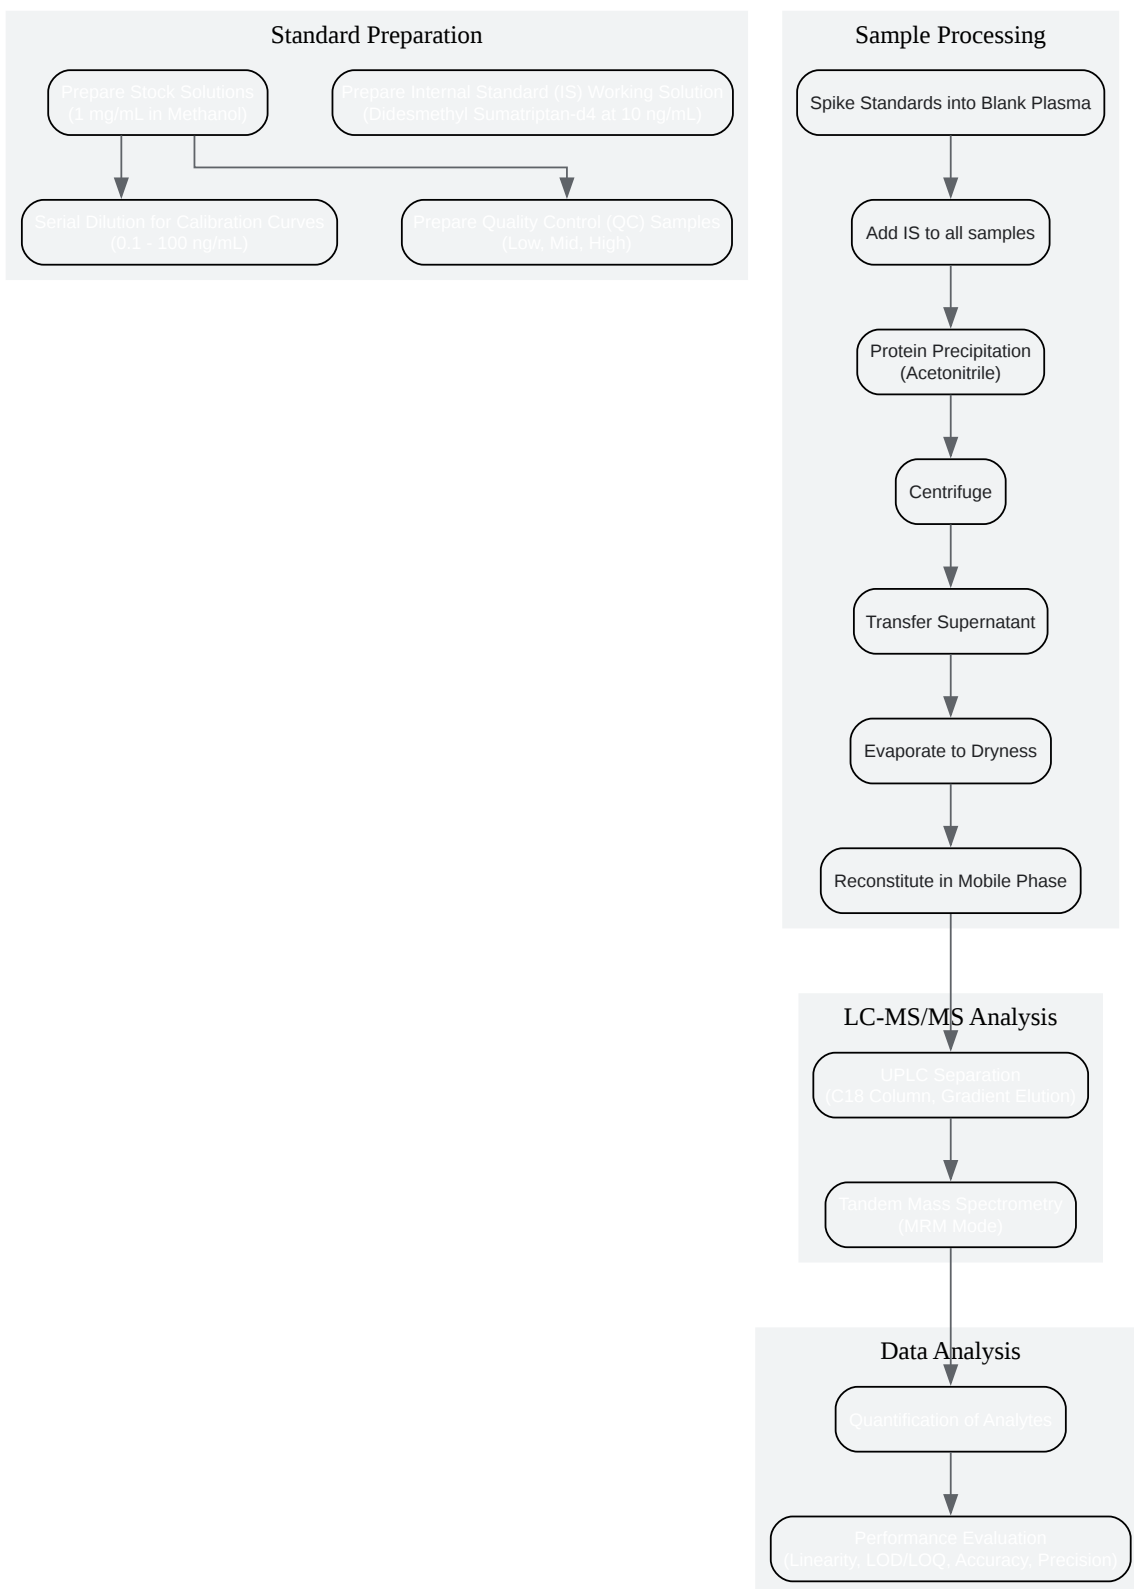 Standard Preparation
Prepare Stock Solutions
(1 mg/mL in Methanol)
Prepare Internal Standard (IS) Working Solution
(Didesmethyl Sumatriptan-d4 at 10 ng/mL)
Serial Dilution for Calibration Curves
(0.1 - 100 ng/mL)
Prepare Quality Control (QC) Samples
(Low, Mid, High)
Sample Processing
Spike Standards into Blank Plasma
Add IS to all samples
Protein Precipitation
(Acetonitrile)
Centrifuge
Transfer Supernatant
Evaporate to Dryness
Reconstitute in Mobile Phase
LC-MS/MS Analysis
UPLC Separation
(C18 Column, Gradient Elution)
Tandem Mass Spectrometry
(MRM Mode)
Data Analysis
Quantification of Analytes
Performance Evaluation
(Linearity, LOD/LOQ, Accuracy, Precision)